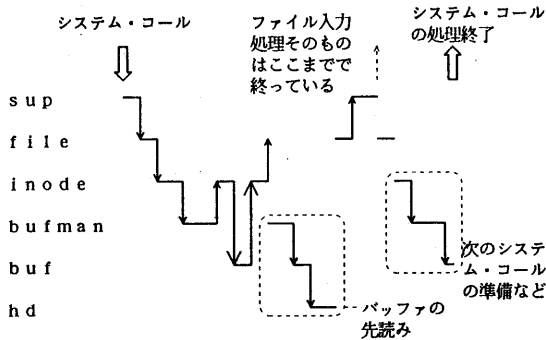 システム・コール
ファイル入力
処理そのもの
はここまでで
終っている
システム・コール
の処理終了
sup
file
inode
bufman
buf
hd
バッファの
先読み
次のシステ
ム・コール
の準備など